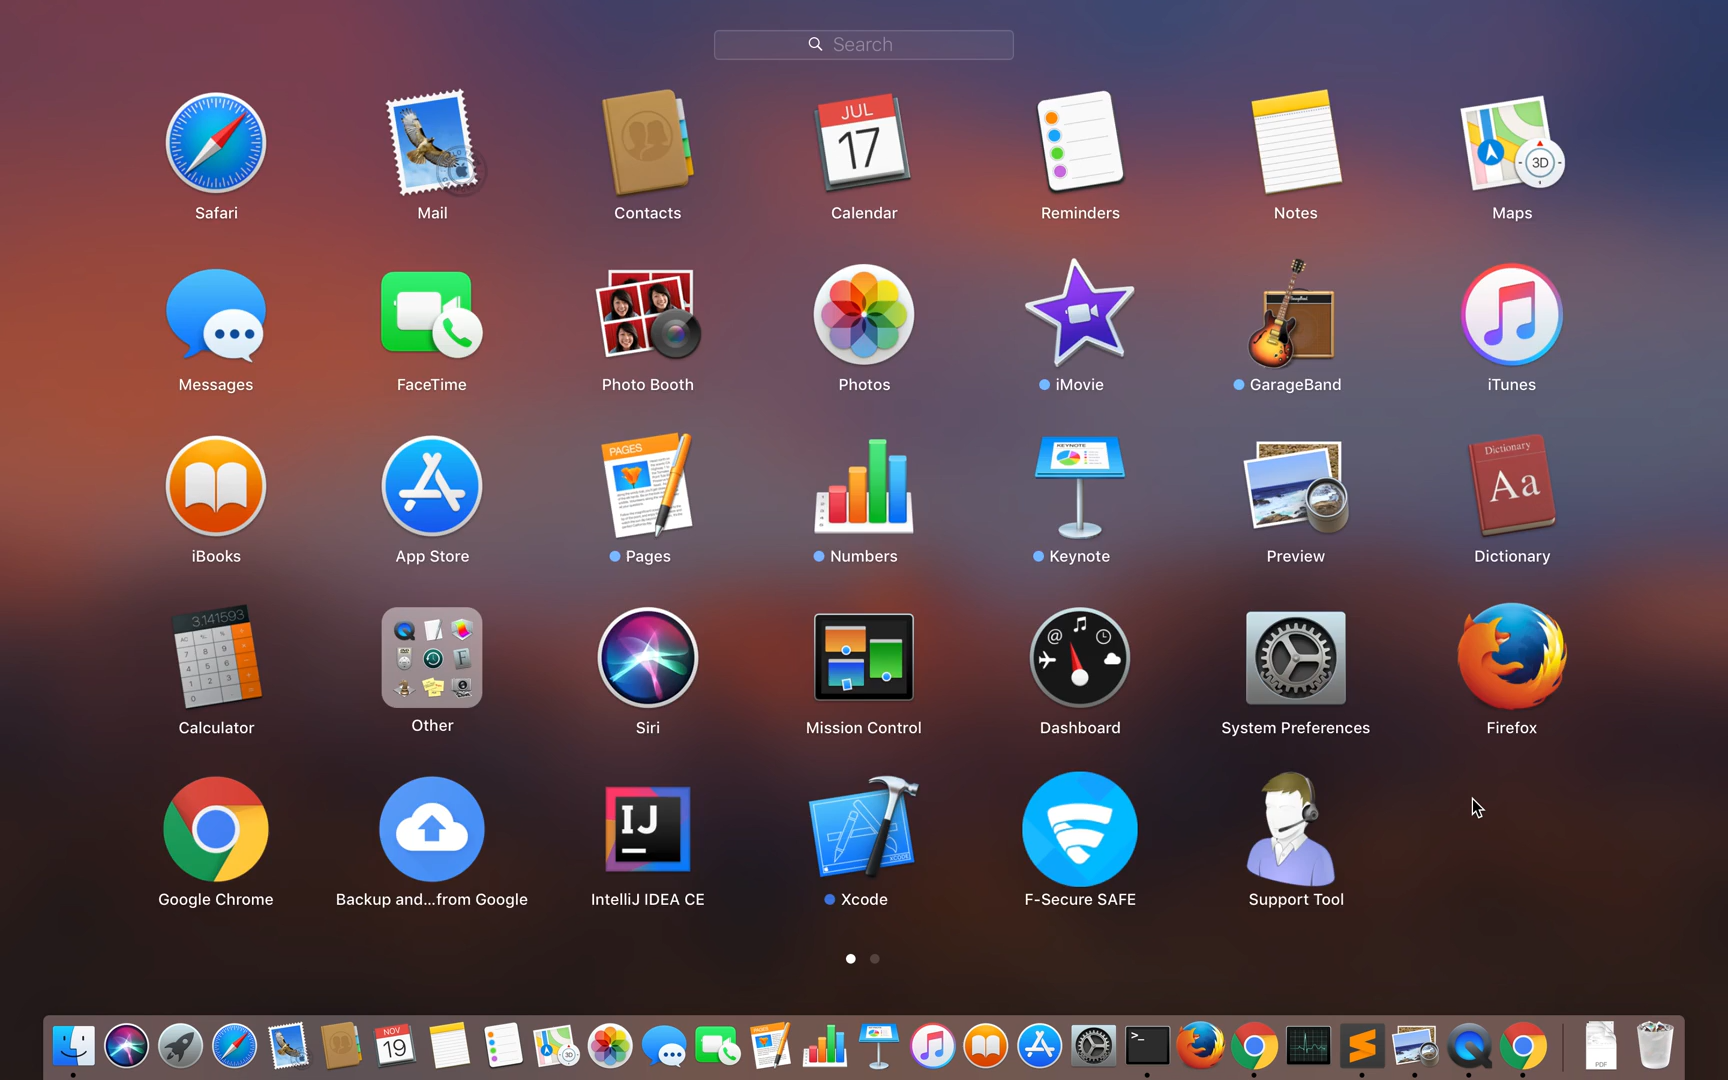 Search
JUL
17
3D
Safari
Mail
Contacts
Calendar
Reminders
Notes
Maps
Messages
FaceTime
Photo Booth
Photos
iMovie
GarageBand
iTunes
PAGES
KEYNOTE
Dictionary
Aa
iBooks
App Store
Pages
Numbers
Keynote
Preview
Dictionary
3.141593
Calculator
Other
Siri
Mission Control
Dashboard
System Preferences
Firefox
IJ
Google Chrome
Backup and...from Google
IntelliJ IDEA CE
Xcode
F-Secure SAFE
Support Tool
NOV
19
PDF